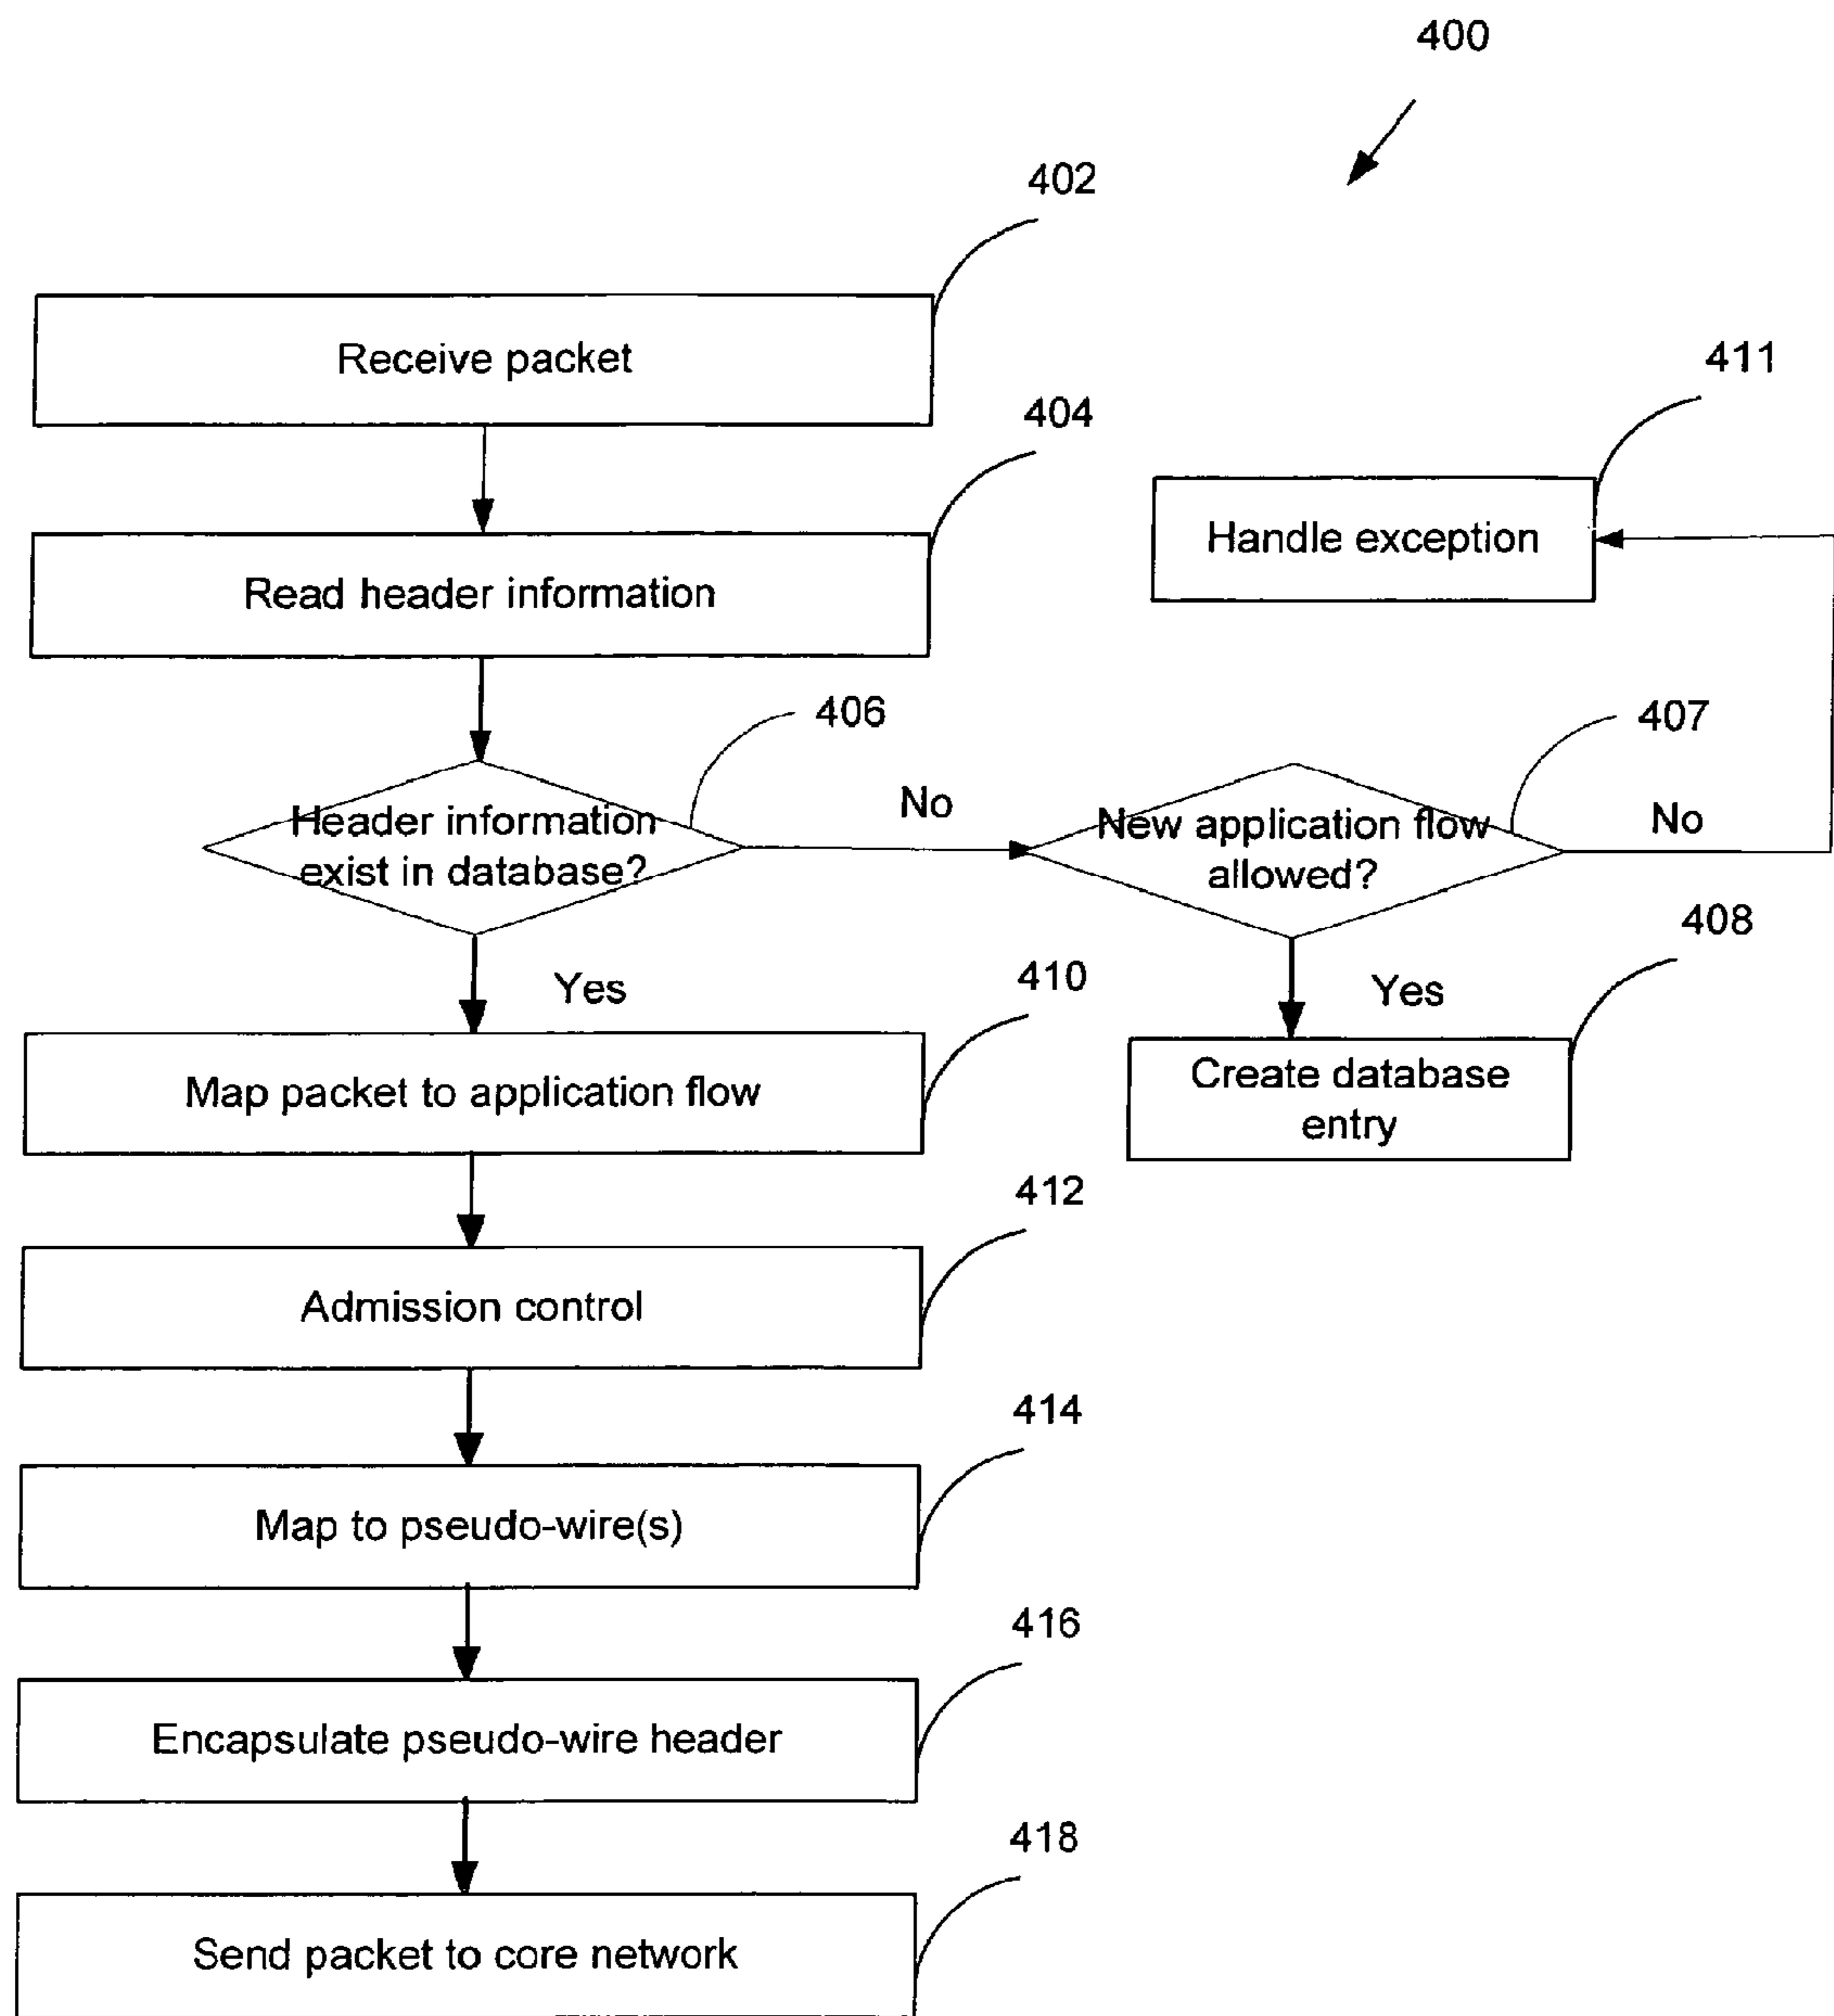 400
402
Receive packet
411
404
Handle exception
Read header information
406
407
Header information
exist in database?
No
New application flow
allowed?
No
408
Yes
410
Yes
Map packet to application flow
Create database
entry
412
Admission control
414
Map to pseudo-wire(s)
416
Encapsulate pseudo-wire header
418
Send packet to core network